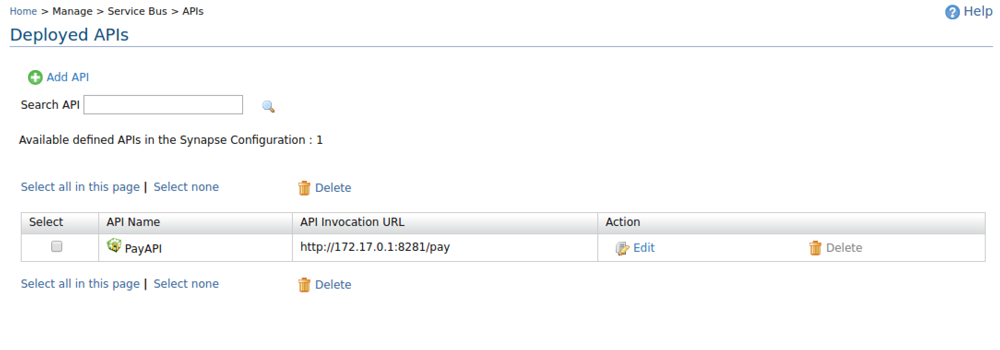 Home > Manage > Service Bus > APIs
Help
Deployed APIs
Add API
Search API
Available defined APIs in the Synapse Configuration : 1
Select all in this page | Select none Delete
Select API Name API Invocation URL Action
PayAPI http://172.17.0.1:8281/pay Edit Delete
Select all in this page | Select none Delete